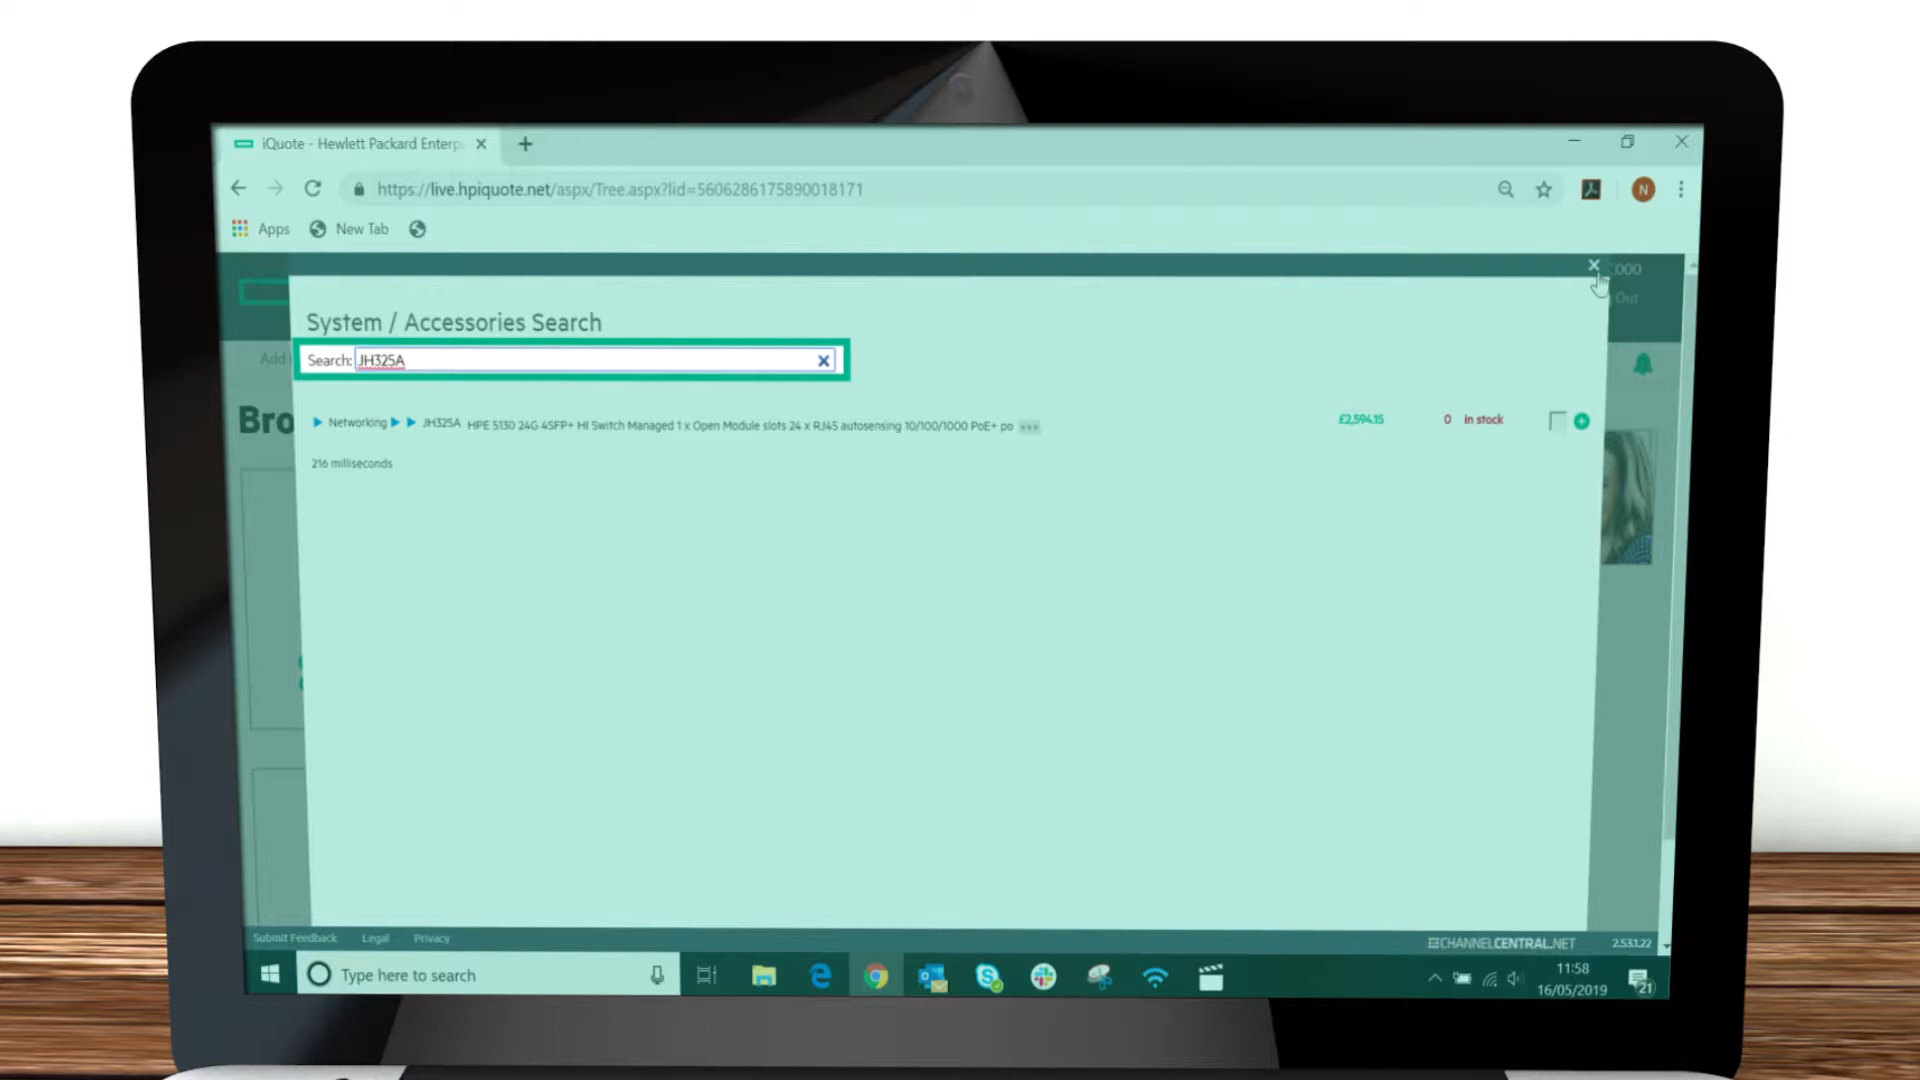 iQuote - Hewlett Packard Enterp
https://live.hpiquote.net/aspx/Tree.aspx?lid=5606286175890018171
N
Apps New Tab
000
Out
System / Accessories Search
Add
Search: JH325A
Bro
Networking JH325A HPE 5130 24G 4SFP+ HI Switch Managed 1 x Open Module slots 24 x RJ45 autosensing 10/100/1000 PoE+ po ... £2,594.15 0 in stock
216 milliseconds
Submit Feedback Legal Privacy
CHANNELCENTRAL.NET 2.53.1.22
Type here to search
11:58
16/05/2019
21